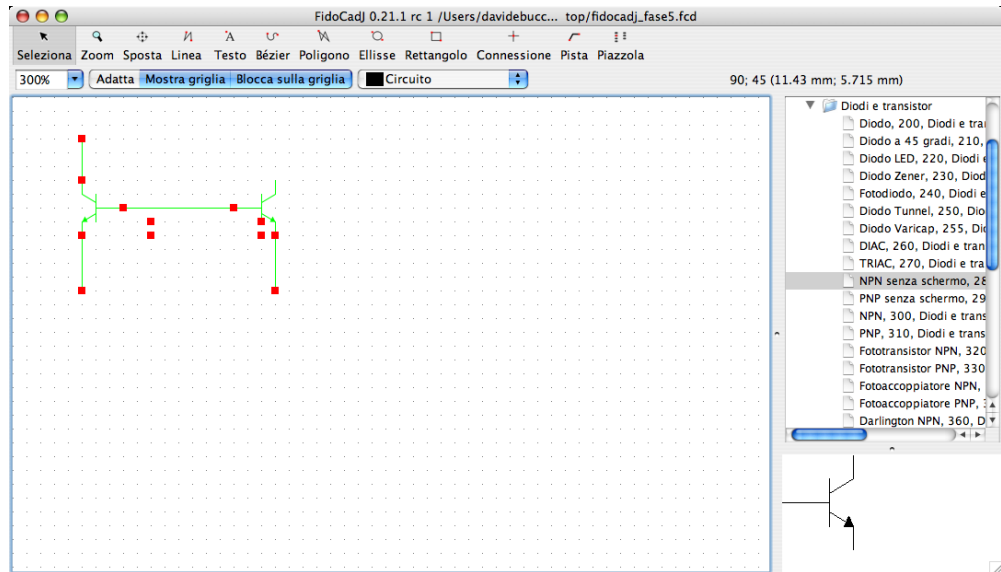 FidoCadJ 0.21.1 rc 1 /Users/davidebucc... top/fidocadj_fase5.fcd
Seleziona Zoom Sposta Linea Testo Bézier Poligono Ellisse Rettangolo Connessione Pista Piazzola
300% Adatta Mostra griglia Blocca sulla griglia Circuito 90; 45 (11.43 mm; 5.715 mm)
Diodi e transistor
Diodo, 200, Diodi e tra
Diodo a 45 gradi, 210,
Diodo LED, 220, Diodi e
Diodo Zener, 230, Diod
Fotodiodo, 240, Diodi e
Diodo Tunnel, 250, Dio
Diodo Varicap, 255, Di
DIAC, 260, Diodi e tran
TRIAC, 270, Diodi e tra
NPN senza schermo, 28
PNP senza schermo, 29
NPN, 300, Diodi e trans
PNP, 310, Diodi e trans
Fototransistor NPN, 320
Fototransistor PNP, 330
Fotoaccoppiatore NPN,
Fotoaccoppiatore PNP,
Darlington NPN, 360, D